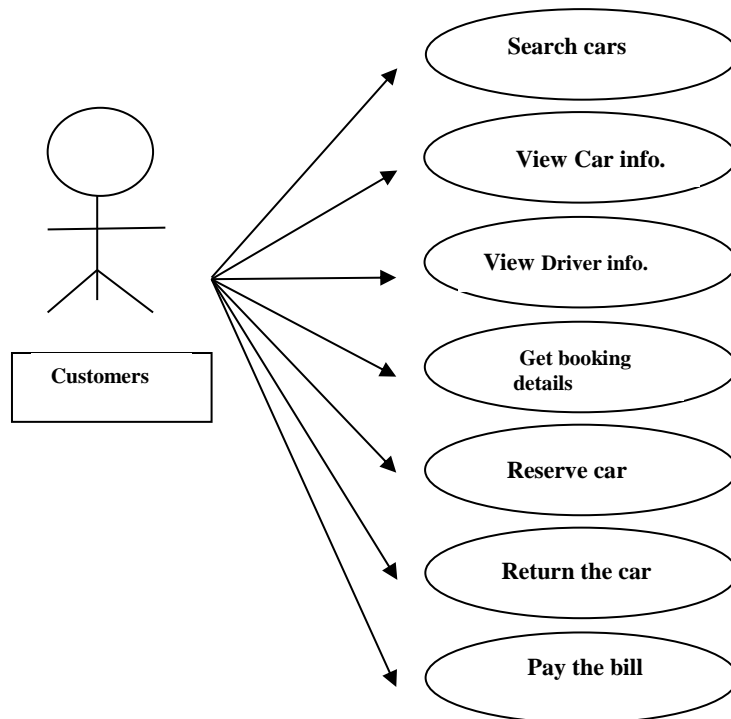 Search cars
View Car info.
View Driver info.
Get booking
details
Customers
Reserve car
Return the car
Pay the bill